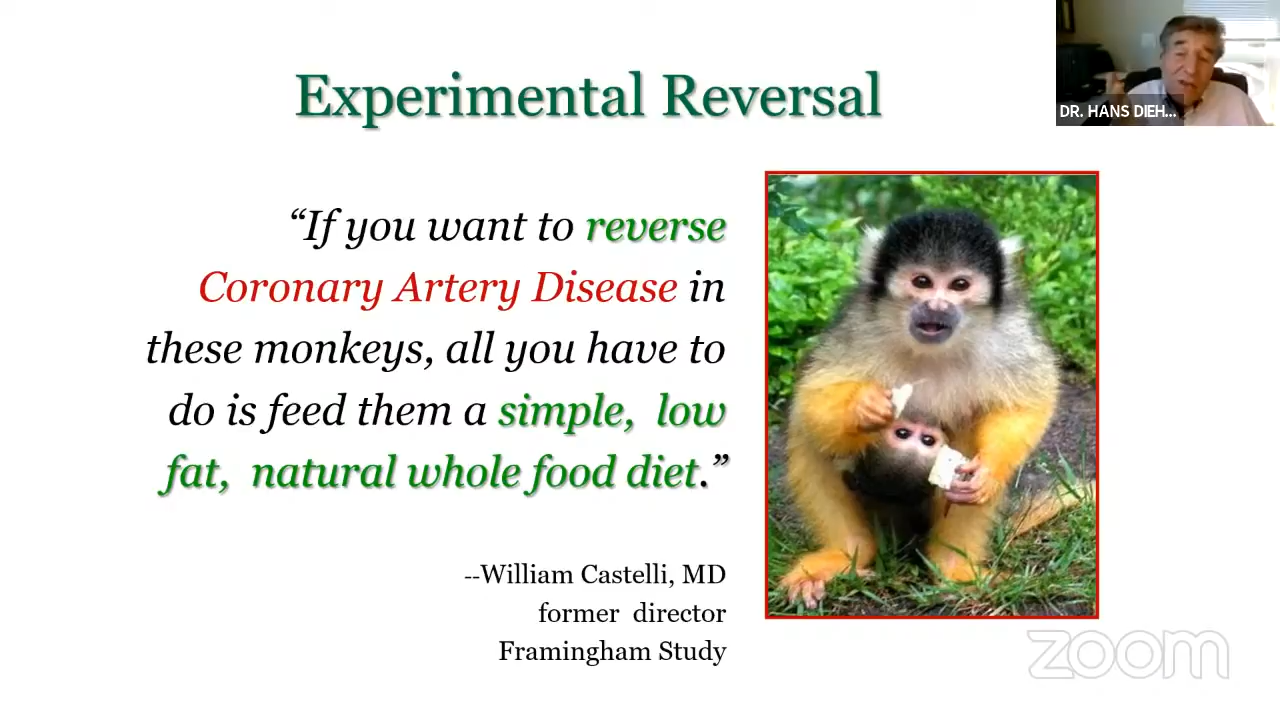 Experimental Reversal
DR. HANS DIEH...
“If you want to reverse
Coronary Artery Disease in
these monkeys, all you have to
do is feed them a simple, low
fat, natural whole food diet.”
--William Castelli, MD
former director
Framingham Study
zoom